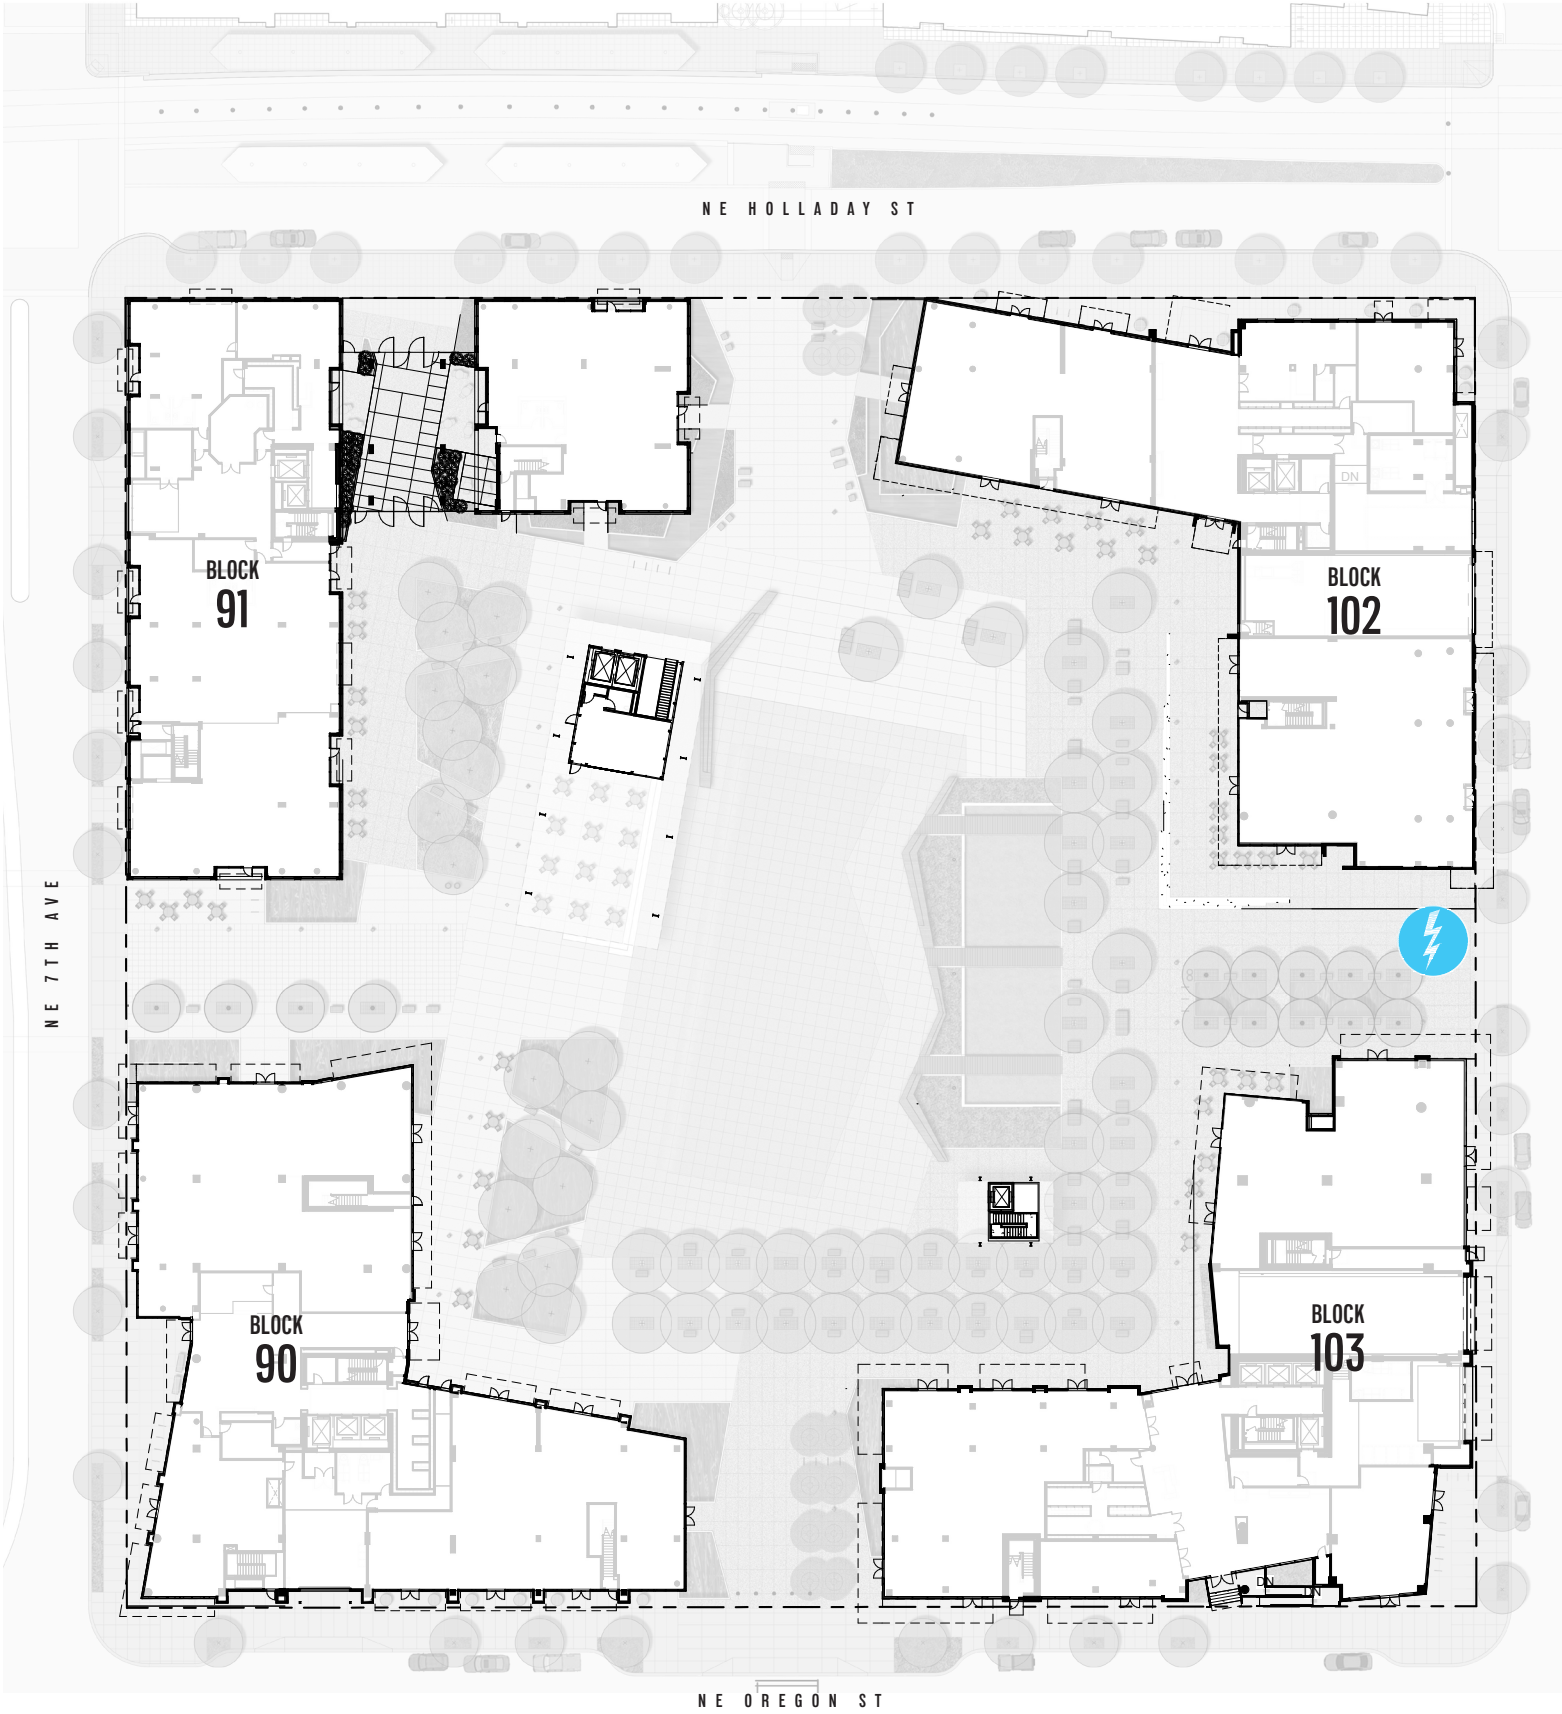 NE HOLLADAY ST
DN
BLOCK
91
BLOCK
102
NE 7TH AVE
BLOCK
90
BLOCK
103
DN
DN
NE OREGON ST